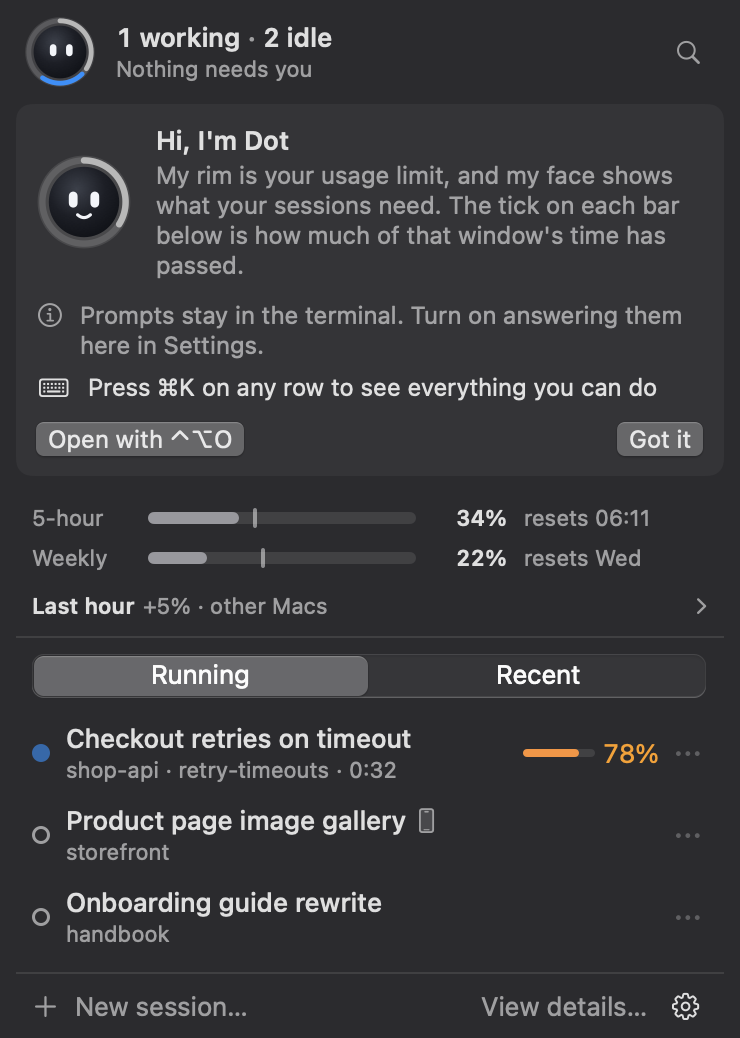 1 working · 2 idle
Nothing needs you
Hi, I'm Dot
My rim is your usage limit, and my face shows
what your sessions need. The tick on each bar
below is how much of that window's time has
passed.
Prompts stay in the terminal. Turn on answering them
here in Settings.
Press ⌘K on any row to see everything you can do
Open with ^⌥O
Got it
5-hour 34% resets 06:11
Weekly 22% resets Wed
Last hour +5% · other Macs
Running Recent
Checkout retries on timeout
78%
shop-api · retry-timeouts · 0:32
Product page image gallery
storefront
Onboarding guide rewrite
handbook
New session... View details...